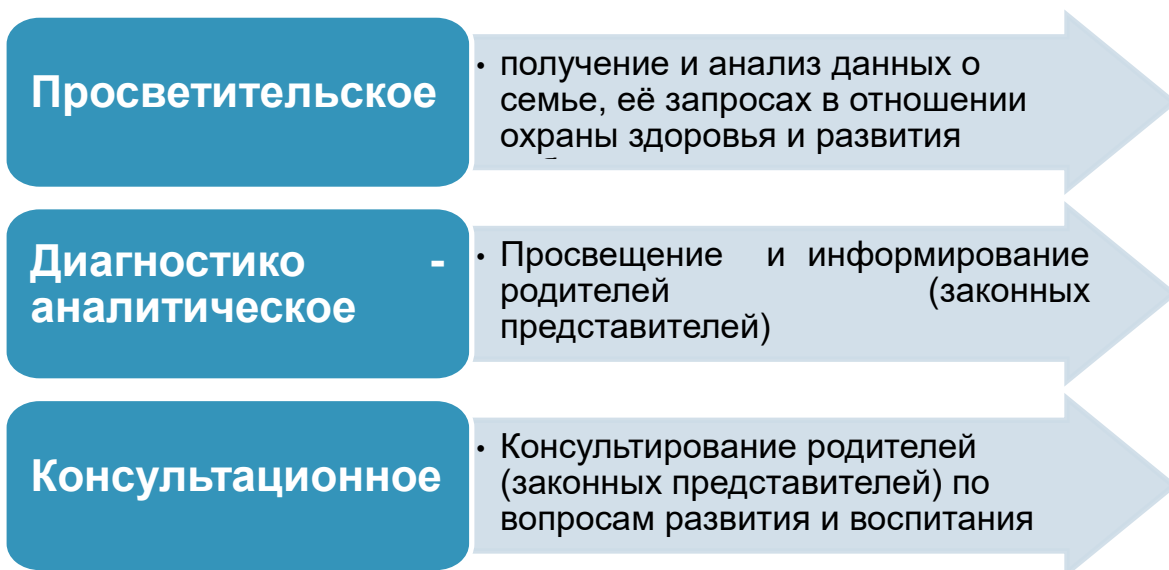 Просветительское
• получение и анализ данных о
семье, её запросах в отношении
охраны здоровья и развития
Диагностико -
аналитическое
• Просвещение и информирование
родителей (законных
представителей)
Консультационное
• Консультирование родителей
(законных представителей) по
вопросам развития и воспитания